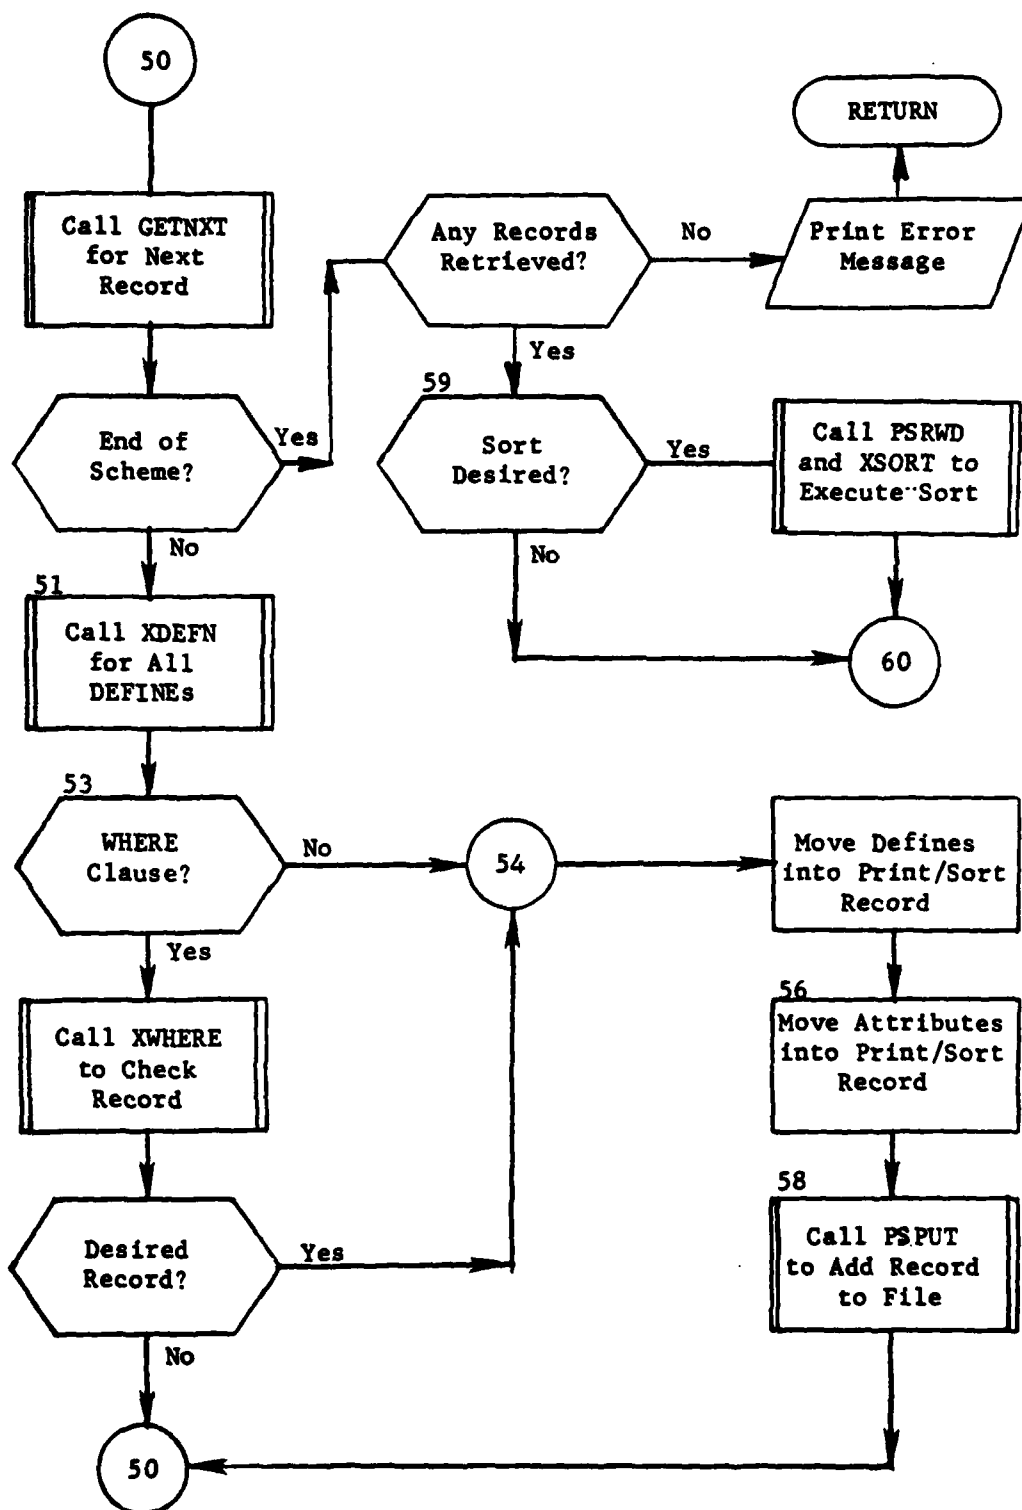 50
Call GETNXT
for Next
Record
End of
Scheme?
Yes
No
Any Records
Retrieved?
No
Yes
Print Error
Message
RETURN
59
Sort
Desired?
Yes
No
Call PSRWD
and XSORT to
Execute Sort
60
51
Call XDEFN
for All
DEFINEs
53
WHERE
Clause?
No
Yes
54
Move Defines
into Print/Sort
Record
56
Move Attributes
into Print/Sort
Record
58
Call PSPUT
to Add Record
to File
Call XWHERE
to Check
Record
Desired
Record?
Yes
No
50